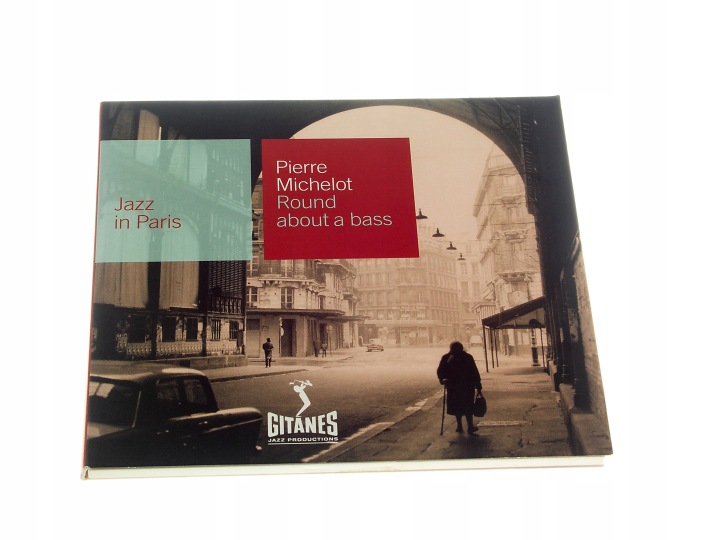 Jazz
in Paris
Pierre
Michelot
Round
about a bass
GITANES
JAZZ PRODUCTIONS